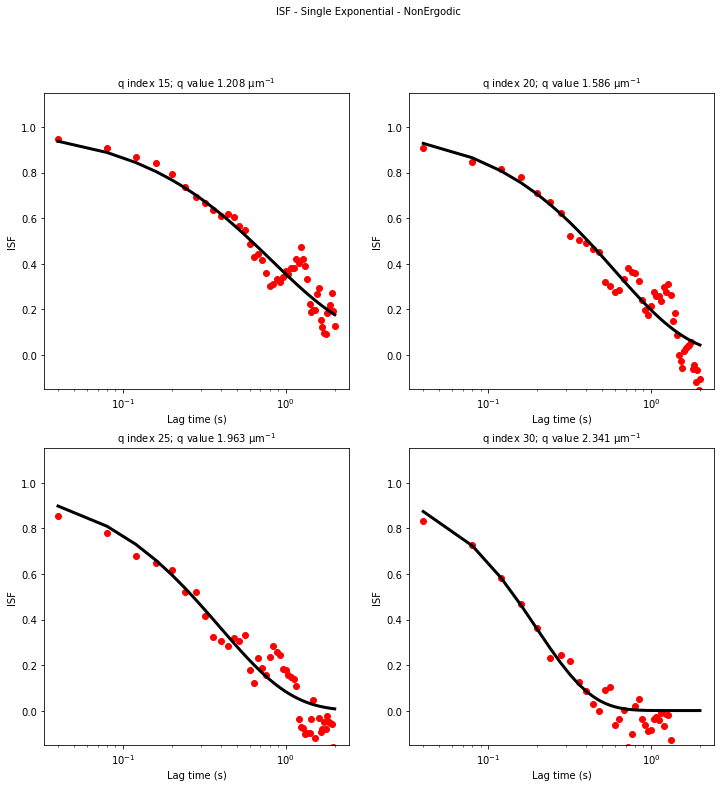 ISF - Single Exponential - NonErgodic
q index 15; q value 1.208 μm⁻¹
1.0
0.8
0.6
0.4
0.2
0.0
ISF
10⁻¹
10⁰
Lag time (s)
q index 20; q value 1.586 μm⁻¹
1.0
0.8
0.6
0.4
0.2
0.0
ISF
10⁻¹
10⁰
Lag time (s)
q index 25; q value 1.963 μm⁻¹
1.0
0.8
0.6
0.4
0.2
0.0
ISF
10⁻¹
10⁰
Lag time (s)
q index 30; q value 2.341 μm⁻¹
1.0
0.8
0.6
0.4
0.2
0.0
ISF
10⁻¹
10⁰
Lag time (s)